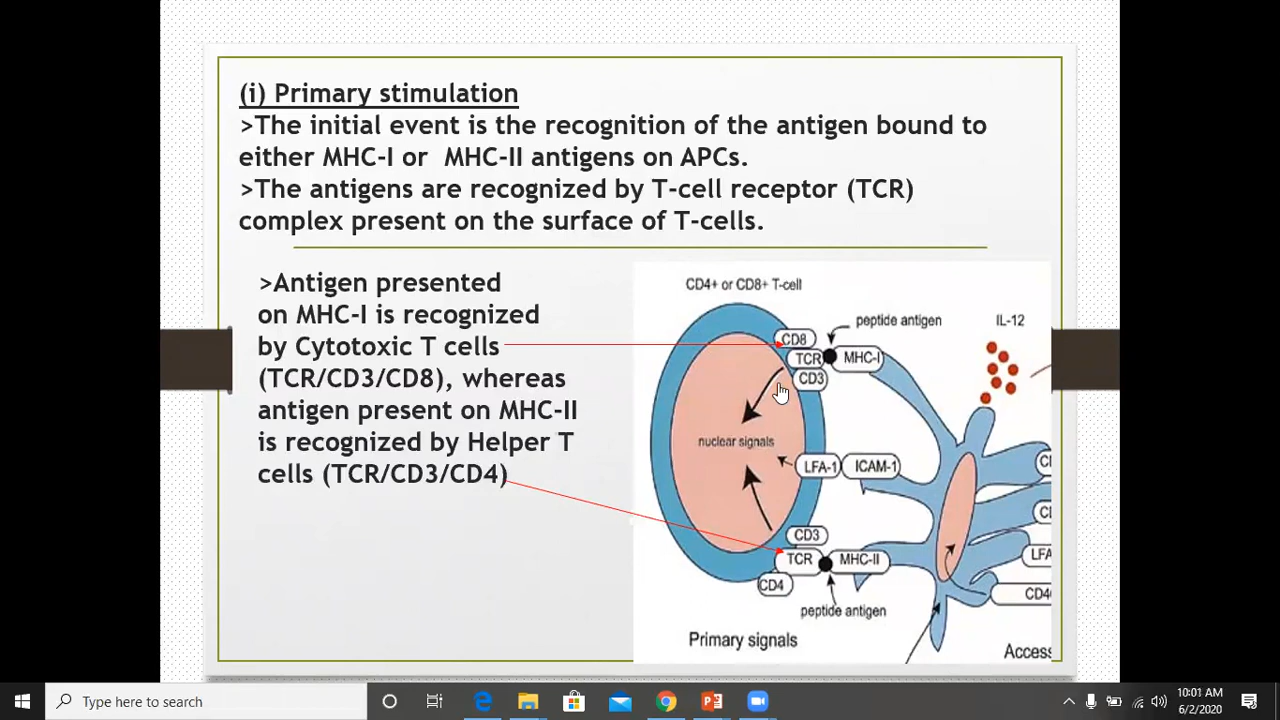 (i) Primary stimulation
>The initial event is the recognition of the antigen bound to
either MHC-I or  MHC-II antigens on APCs.
>The antigens are recognized by T-cell receptor (TCR)
complex present on the surface of T-cells.
>Antigen presented
on MHC-I is recognized
by Cytotoxic T cells
(TCR/CD3/CD8), whereas
antigen present on MHC-II
is recognized by Helper T
cells (TCR/CD3/CD4)
CD4+ or CD8+ T-cell
peptide antigen
IL-12
CD8
TCR
MHC-I
CD3
nuclear signals
LFA-1
ICAM-1
CD3
TCR
MHC-II
LFA
CD4
CD4
peptide antigen
Primary signals
Access
Type here to search
10:01 AM
6/2/2020